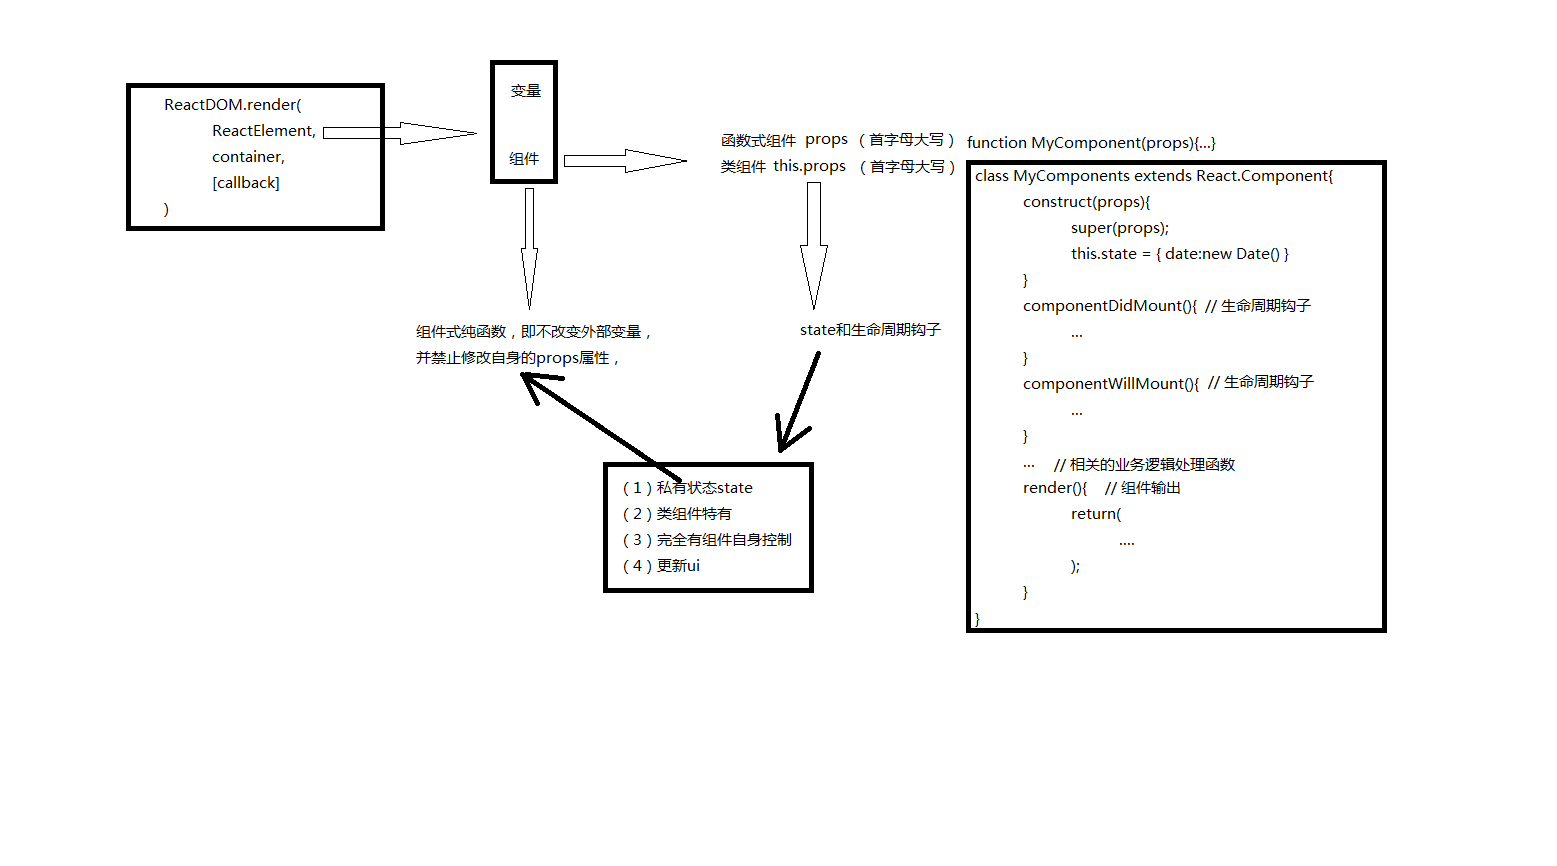 ReactDOM.render(
ReactElement,
container,
[callback]
)
变量
组件
函数式组件 props （首字母大写） function MyComponent(props){...}
类组件 this.props （首字母大写）
class MyComponents extends React.Component{
construct(props){
super(props);
this.state = { date:new Date() }
}
componentDidMount(){ // 生命周期钩子
...
}
componentWillMount(){ // 生命周期钩子
...
}
... // 相关的业务逻辑处理函数
render(){ // 组件输出
return(
....
);
}
}
组件式纯函数，即不改变外部变量，
并禁止修改自身的props属性，
state和生命周期钩子
（1）私有状态state
（2）类组件特有
（3）完全有组件自身控制
（4）更新ui